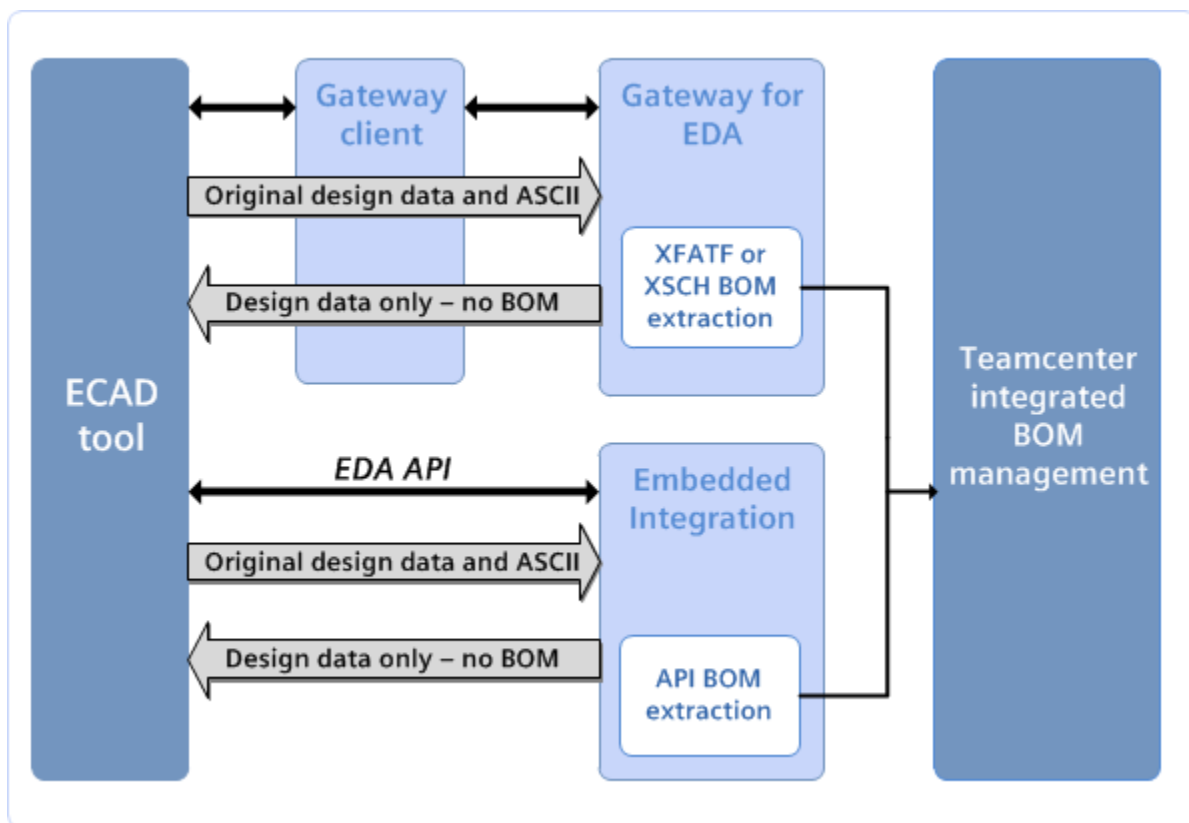 ECAD
tool
Gateway
client
Gateway for
EDA
Original design data and ASCII
Design data only – no BOM
XFATF or
XSCH BOM
extraction
EDA API
Embedded
Integration
Original design data and ASCII
Design data only – no BOM
API BOM
extraction
Teamcenter
integrated
BOM
management